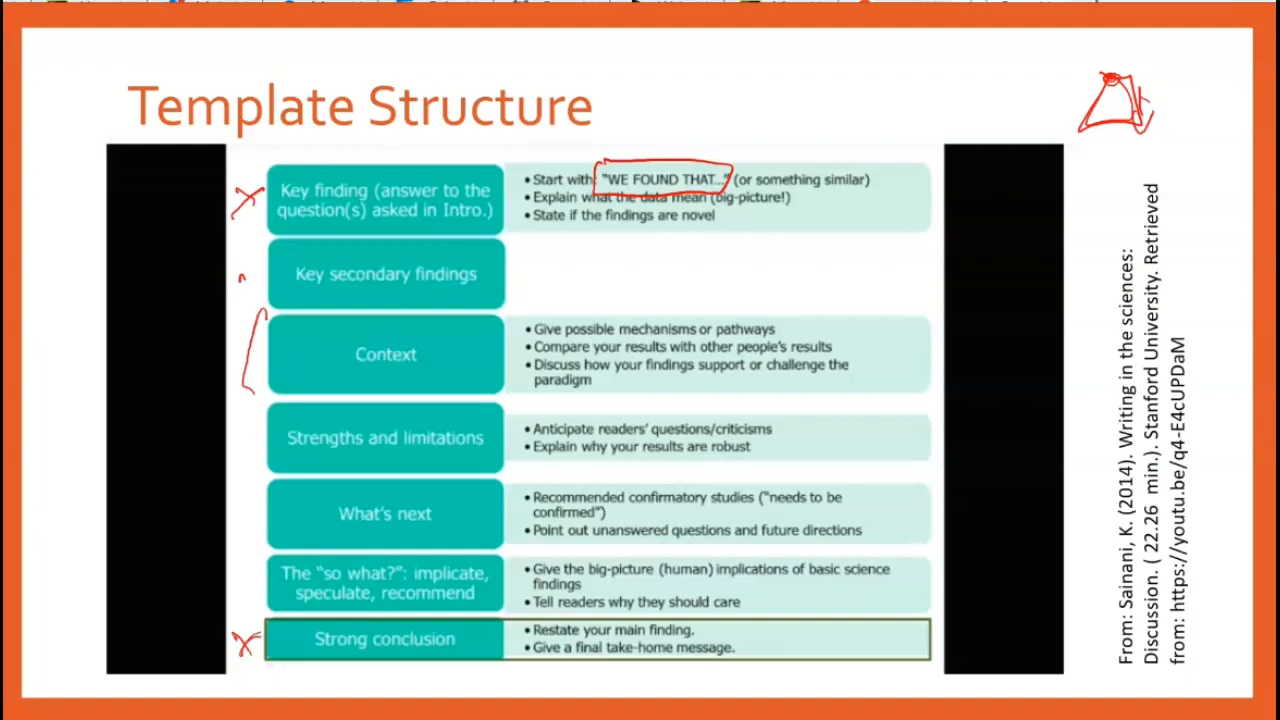 Template Structure
Key finding (answer to the
question(s) asked in Intro.)
• Start with: “WE FOUND THAT…” (or something similar)
• Explain what the data mean (big-picture!)
• State if the findings are novel
Key secondary findings
Context
• Give possible mechanisms or pathways
• Compare your results with other people’s results
• Discuss how your findings support or challenge the
paradigm
Strengths and limitations
• Anticipate readers’ questions/criticisms
• Explain why your results are robust
What’s next
• Recommended confirmatory studies (“needs to be
confirmed”)
• Point out unanswered questions and future directions
The “so what?”: implicate,
speculate, recommend
• Give the big-picture (human) implications of basic science
findings
• Tell readers why they should care
Strong conclusion
• Restate your main finding.
• Give a final take-home message.
From: Sainani, K. (2014). Writing in the sciences:
Discussion. ( 22.26 min.). Stanford University. Retrieved
from: https://youtu.be/q4-E4cUPDaM